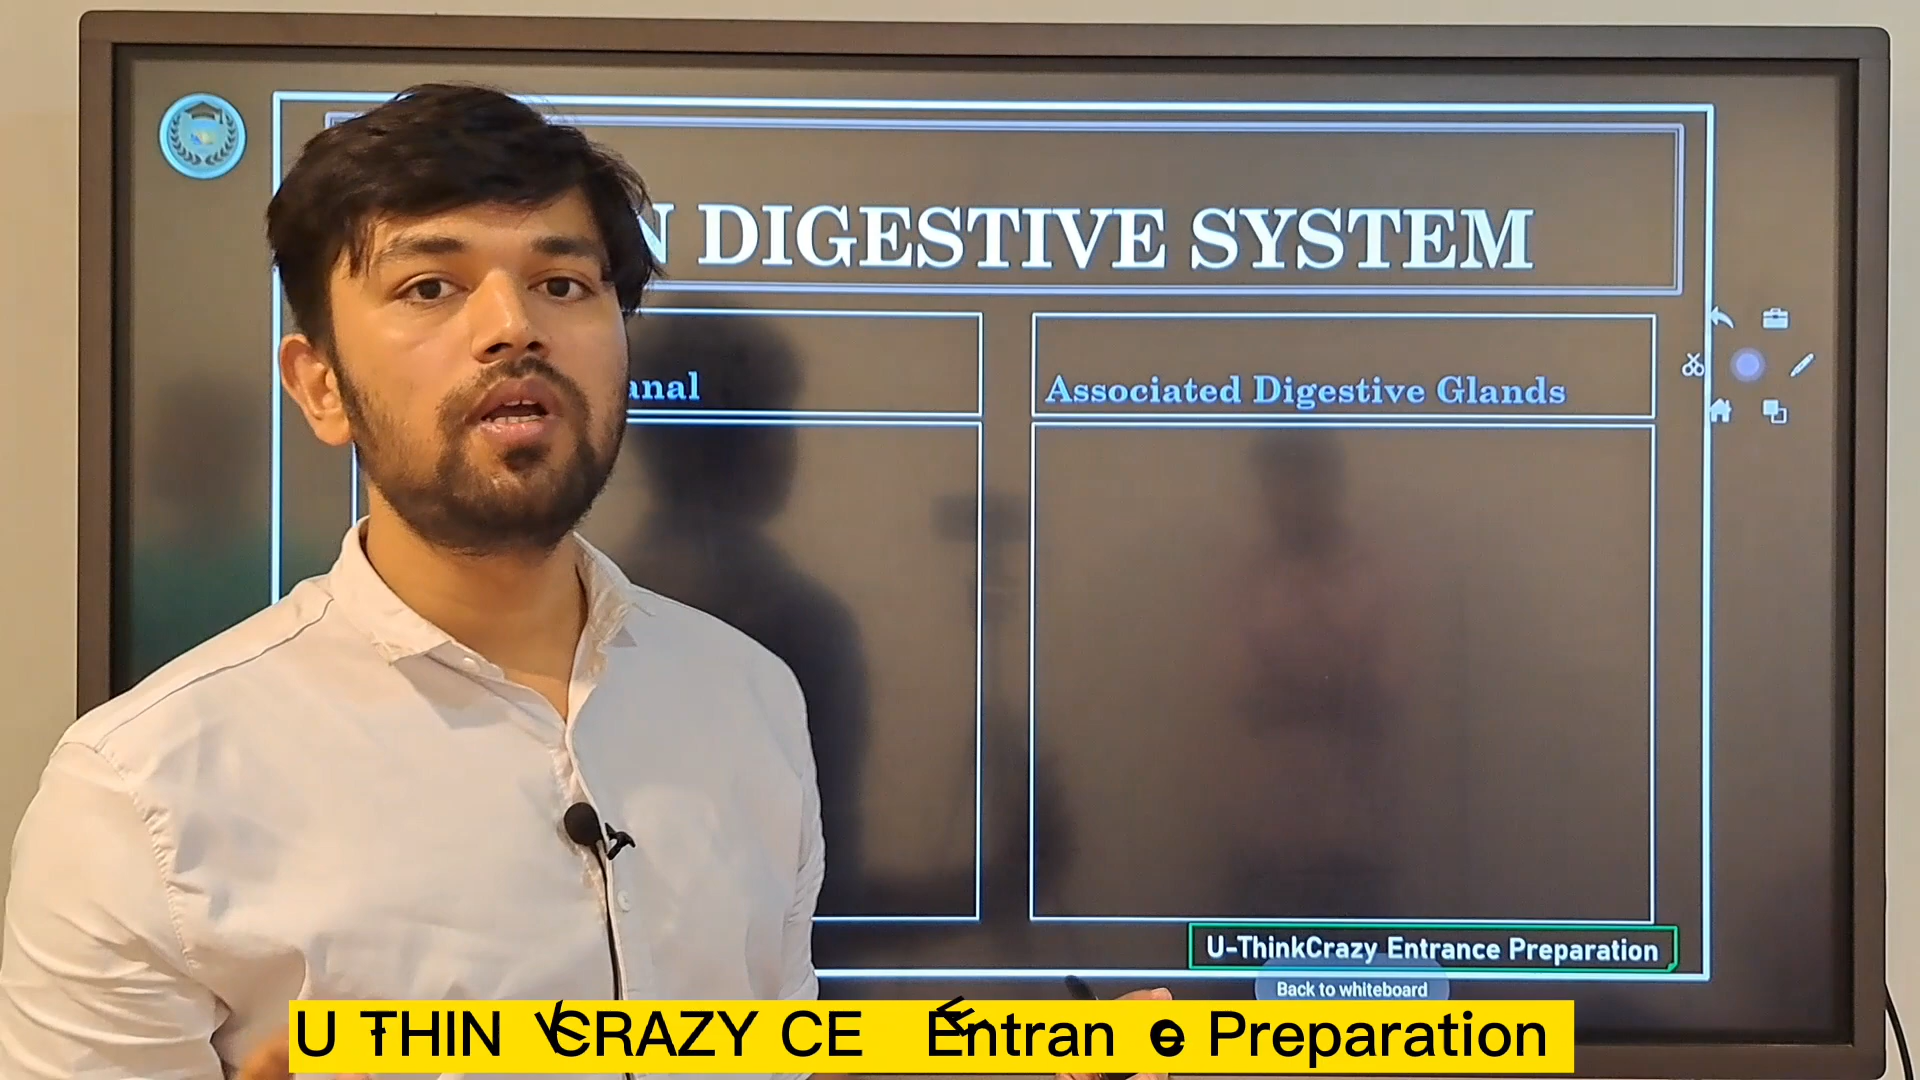 N DIGESTIVE SYSTEM
anal
Associated Digestive Glands
U-ThinkCrazy Entrance Preparation
Back to whiteboard
U THIN CRAZY CE Entran e Preparation